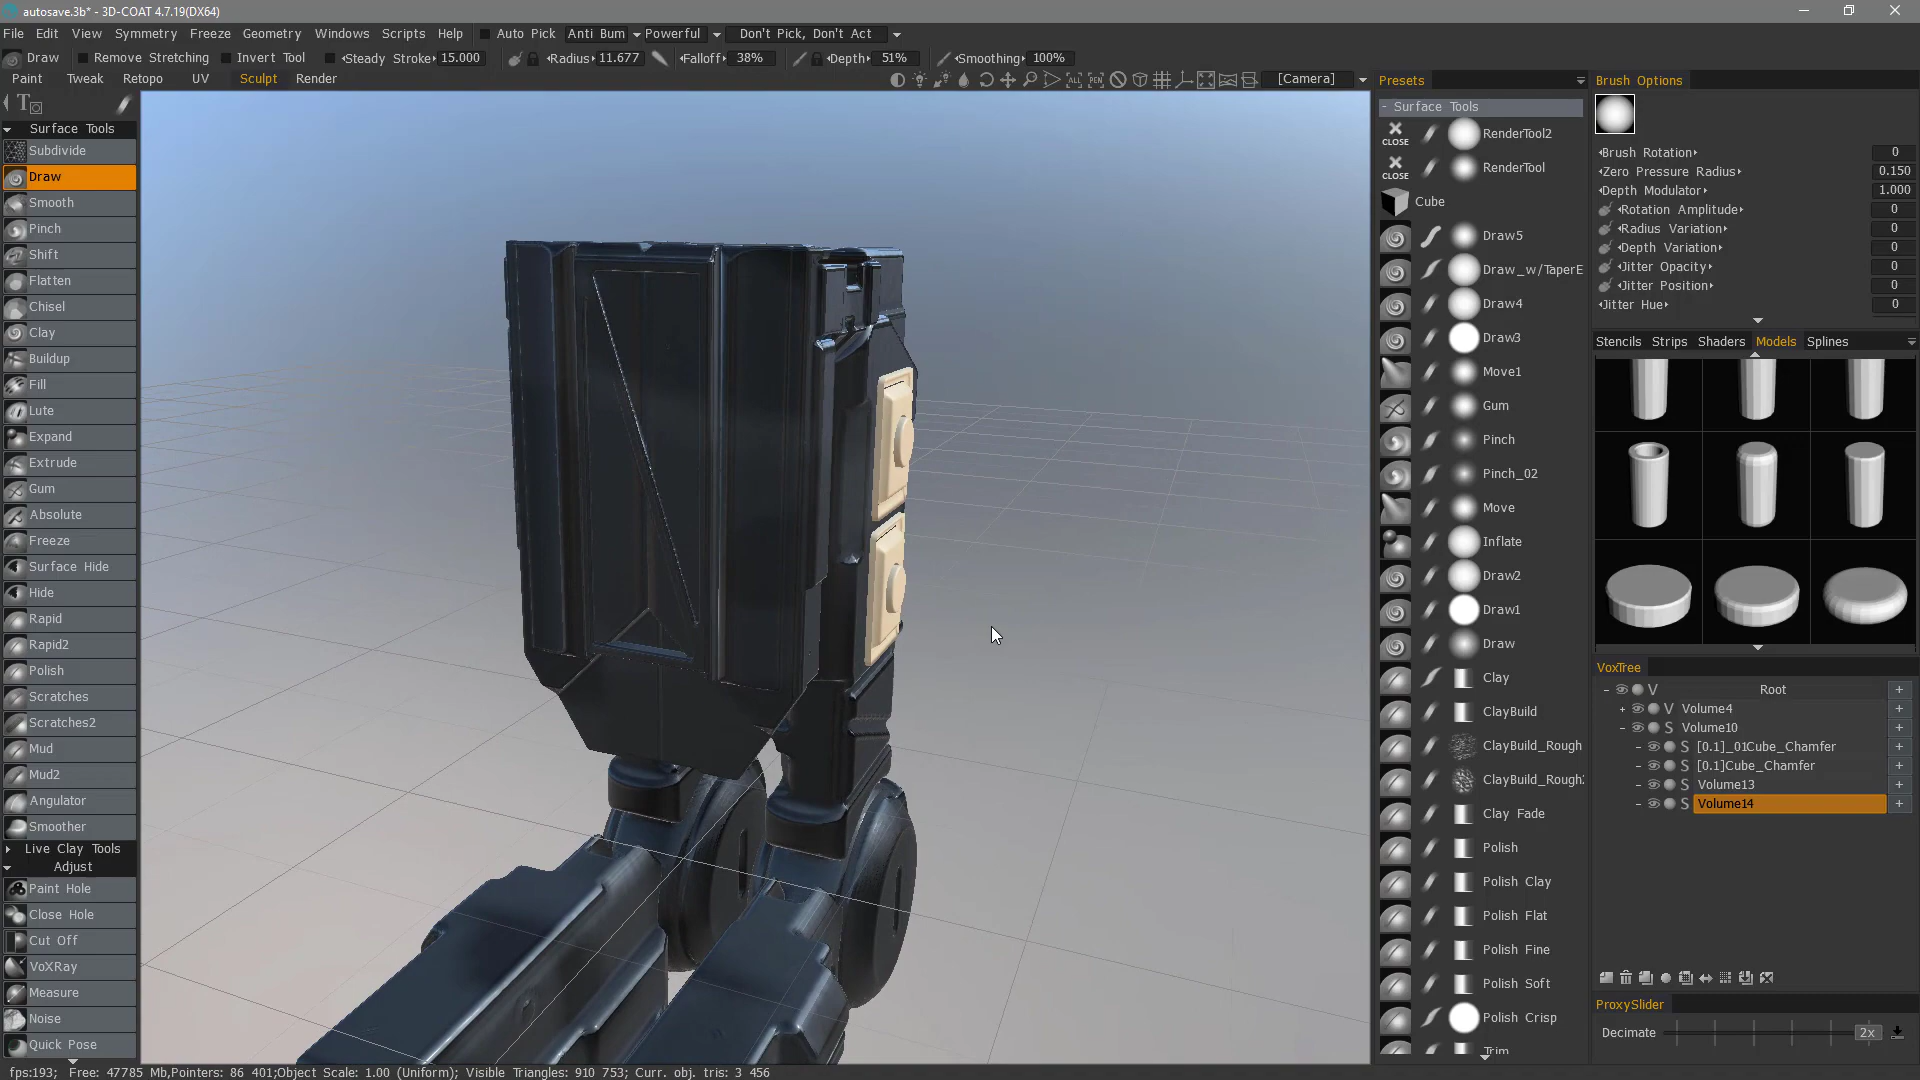 autosave.3b* - 3D-COAT 4.7.19(DX64)
File Edit View Symmetry Freeze Geometry Windows Scripts Help Auto Pick Anti Bum Powerful Don't Pick, Don't Act
Draw Remove Stretching Invert Tool Steady Stroke 15.000 Radius 11.677 Falloff 38% Depth 51% Smoothing 100%
Paint Tweak Retopo UV Sculpt Render
[Camera]
Surface Tools
Subdivide
Draw
Smooth
Pinch
Shift
Flatten
Chisel
Clay
Buildup
Fill
Lute
Expand
Extrude
Gum
Absolute
Freeze
Surface Hide
Hide
Rapid
Rapid2
Polish
Scratches
Scratches2
Mud
Mud2
Angulator
Smoother
Live Clay Tools
Adjust
Paint Hole
Close Hole
Cut Off
VoXRay
Measure
Noise
Quick Pose
Presets
- Surface Tools
CLOSE RenderTool2
CLOSE RenderTool
Cube
Draw5
Draw_w/TaperE
Draw4
Draw3
Move1
Gum
Pinch
Pinch_02
Move
Inflate
Draw2
Draw1
Draw
Clay
ClayBuild
ClayBuild_Rough
ClayBuild_Rough
Clay Fade
Polish
Polish Clay
Polish Flat
Polish Fine
Polish Soft
Polish Crisp
Trim
Brush Options
Brush Rotation 0
Zero Pressure Radius 0.150
Depth Modulator 1.000
Rotation Amplitude 0
Radius Variation 0
Depth Variation 0
Jitter Opacity 0
Jitter Position 0
Jitter Hue 0
Stencils Strips Shaders Models Splines
VoxTree
- V Root +
+ V Volume4 +
- S Volume10 +
- S [0.1]_01Cube_Chamfer +
- S [0.1]Cube_Chamfer +
- S Volume13 +
- S Volume14 +
ProxySlider
Decimate 2x
fps:193; Free: 47785 Mb,Pointers: 86 401;Object Scale: 1.00 (Uniform); Visible Triangles: 910 753; Curr. obj. tris: 3 456